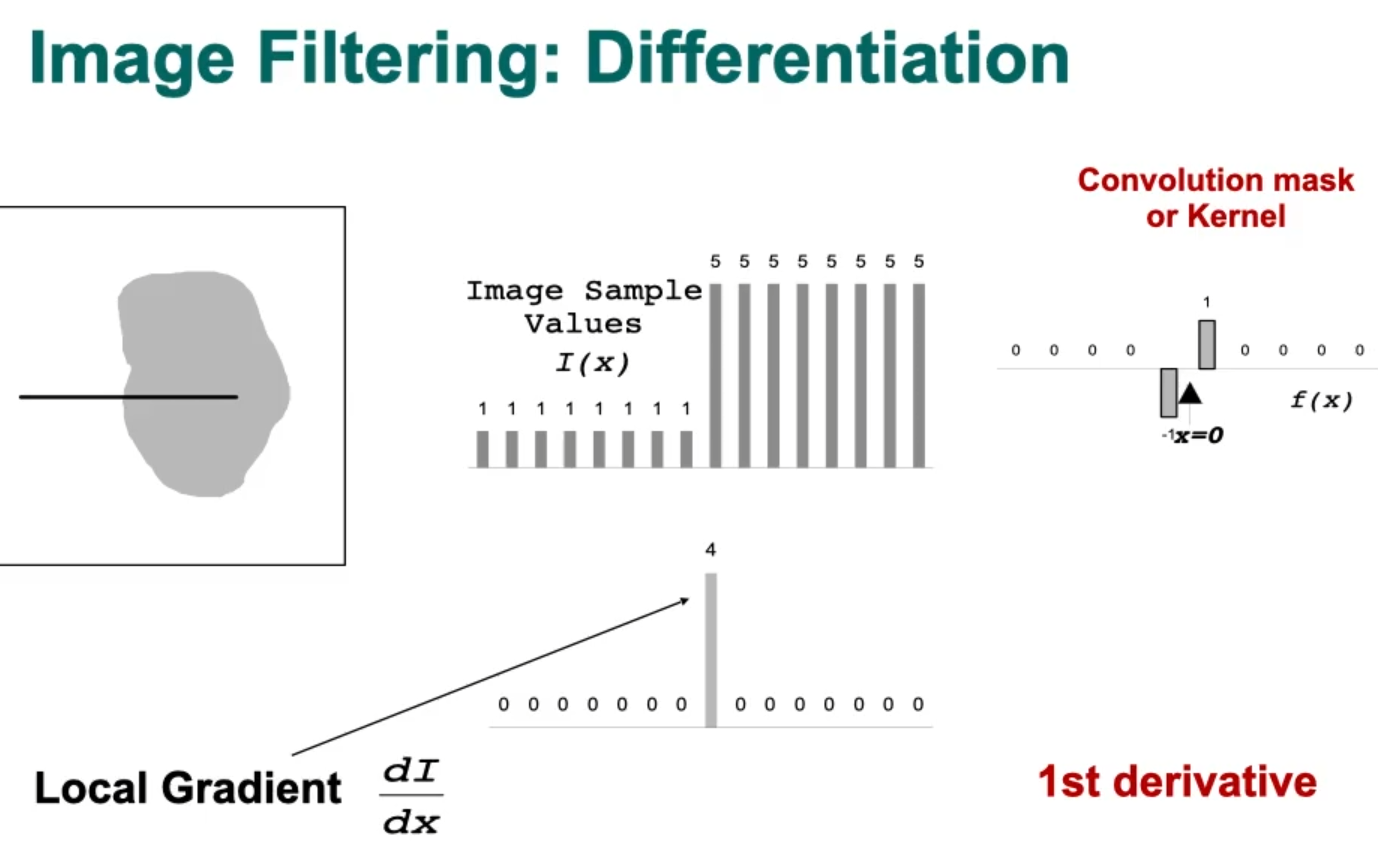 Image Filtering: Differentiation
Convolution mask
or Kernel
Image Sample
Values
I(x)
1 1 1 1 1 1 1 1
5 5 5 5 5 5 5 5
1
0 0 0 0
0 0 0 0
-1
x=0
f(x)
4
0 0 0 0 0 0 0
0 0 0 0 0 0 0
Local Gradient
dI
dx
1st derivative